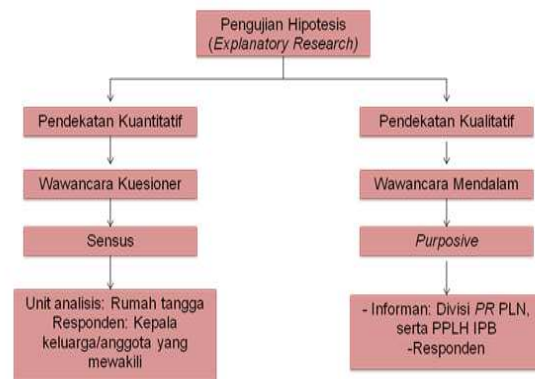 Pengujian Hipotesis
(Explanatory Research)
Pendekatan Kuantitatif
Wawancara Kuesioner
Sensus
Unit analisis: Rumah tangga
Responden: Kepala
keluarga/anggota yang
mewakili
Pendekatan Kualitatif
Wawancara Mendalam
Purposive
- Informan: Divisi PR PLN,
serta PPLH IPB
-Responden